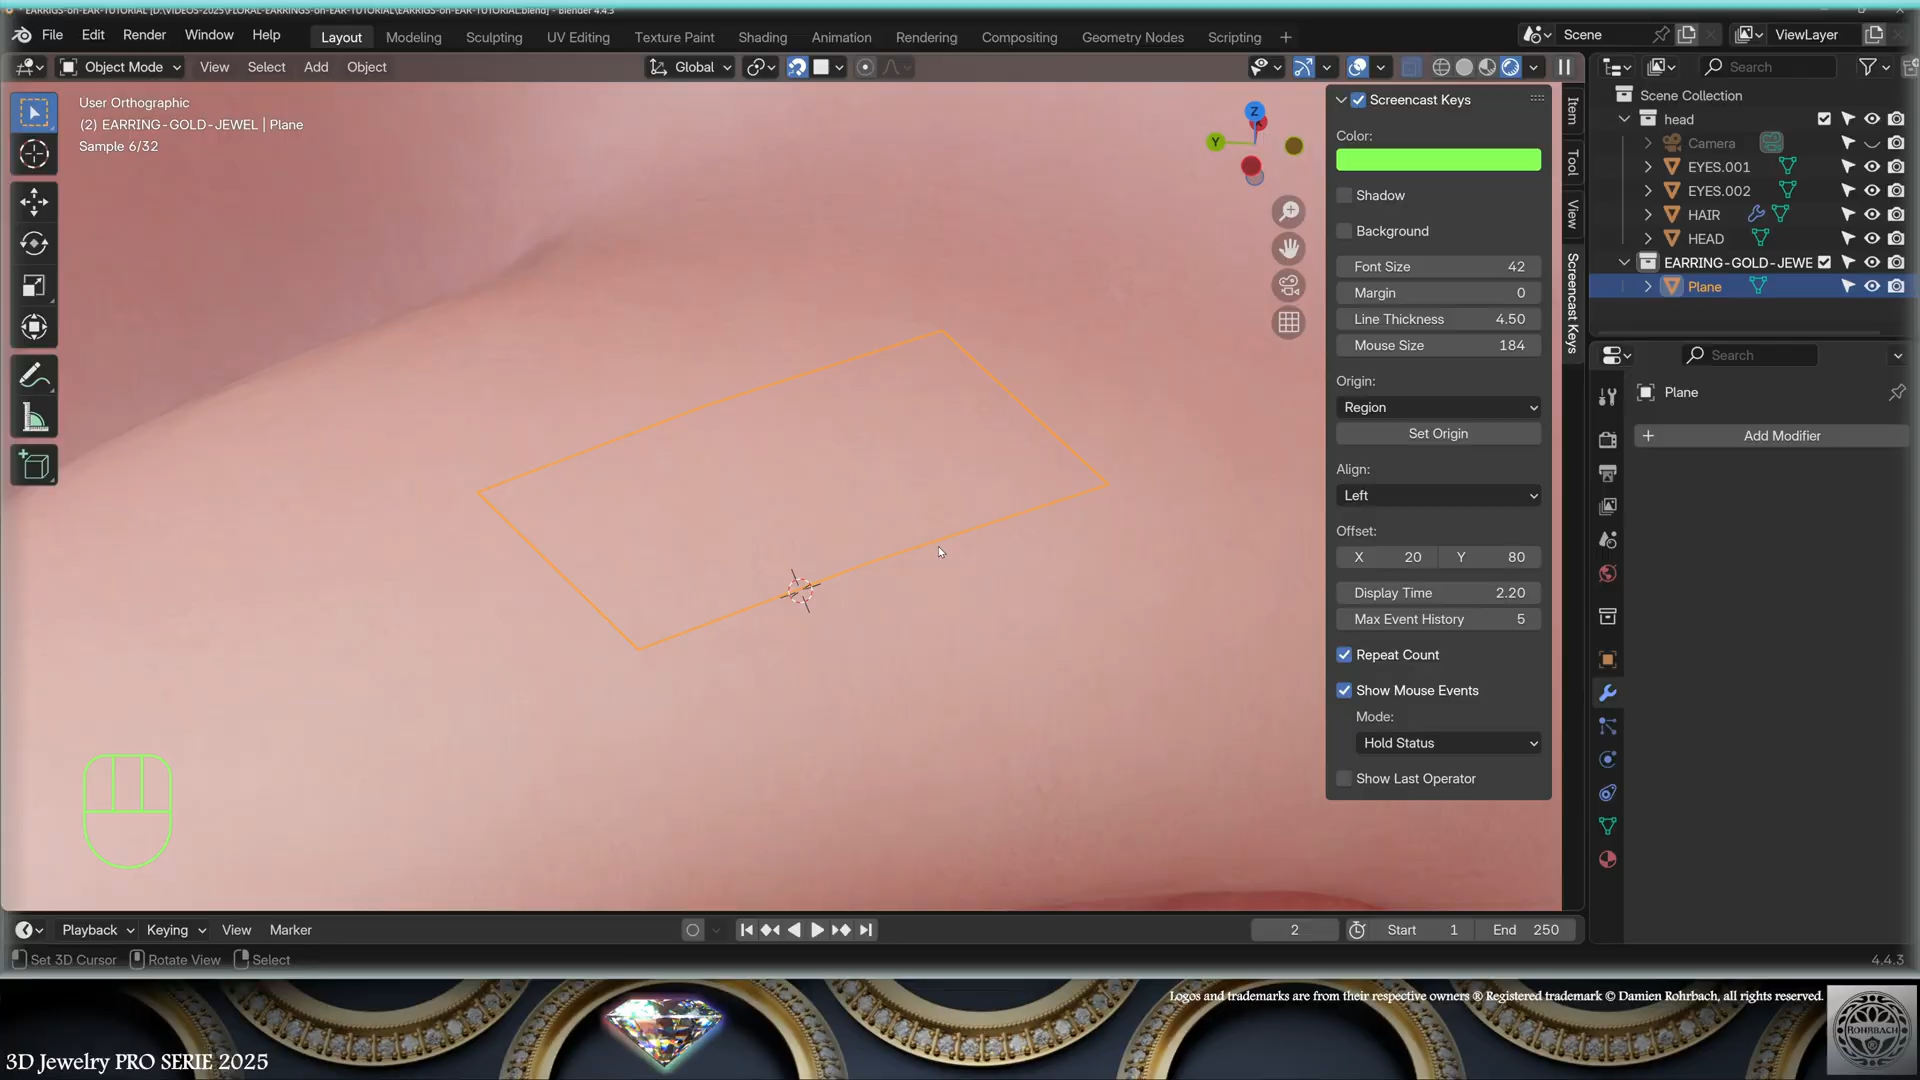 * EARRIGS-on-EAR-TUTORIAL [D:\VIDEOS-2025\FLORAL-EARRINGS\TUTORIAL\EARRIGS-on-EAR-TUTORIAL.blend] - Blender 4.4.3
File Edit Render Window Help
Layout Modeling Sculpting UV Editing Texture Paint Shading Animation Rendering Compositing Geometry Nodes Scripting +
Scene ViewLayer
Object Mode View Select Add Object
Global
Search
User Orthographic
(2) EARRING-GOLD-JEWEL | Plane
Sample 6/32
Z
Y
Screencast Keys
Color:
Shadow
Background
Font Size 42
Margin 0
Line Thickness 4.50
Mouse Size 184
Origin:
Region
Set Origin
Align:
Left
Offset:
X 20 Y 80
Display Time 2.20
Max Event History 5
Repeat Count
Show Mouse Events
Mode:
Hold Status
Show Last Operator
Item
Tool
View
Screencast Keys
Scene Collection
head
Camera
EYES.001
EYES.002
HAIR
HEAD
EARRING-GOLD-JEWE
Plane
Search
Plane
Add Modifier
Playback Keying View Marker
2 Start 1 End 250
Set 3D Cursor Rotate View Select
4.4.3
Logos and trademarks are from their respective owners ® Registered trademark © Damien Rohrbach, all rights reserved.
ROHRBACH
3D Jewelry PRO SERIE 2025